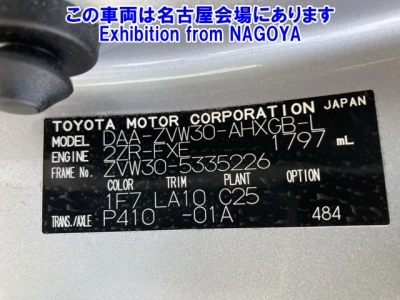 この車両は名古屋会場にあります
Exhibition from NAGOYA
TOYOTA MOTOR CORPORATION JAPAN
MODEL DAA-ZVW30-AHXGB-L
ENGINE 2ZR-FXE 1797 mL
FRAME No. ZVW30-5335226
COLOR TRIM PLANT OPTION
1F7 LA10 C25
TRANS./AXLE P410 -01A 484